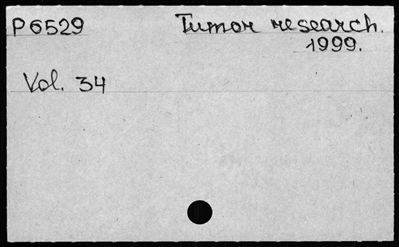 P6529 Tumor research.
1999.
Vol. 34